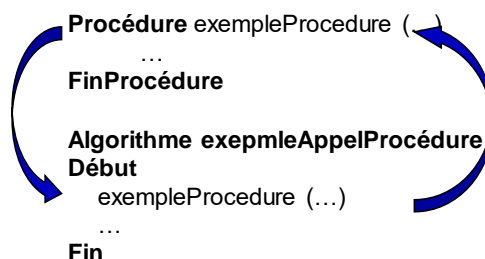 Procédure exempleProcedure (…)
…
FinProcédure
Algorithme exepmleAppelProcédure
Début
exempleProcedure (…)
…
Fin